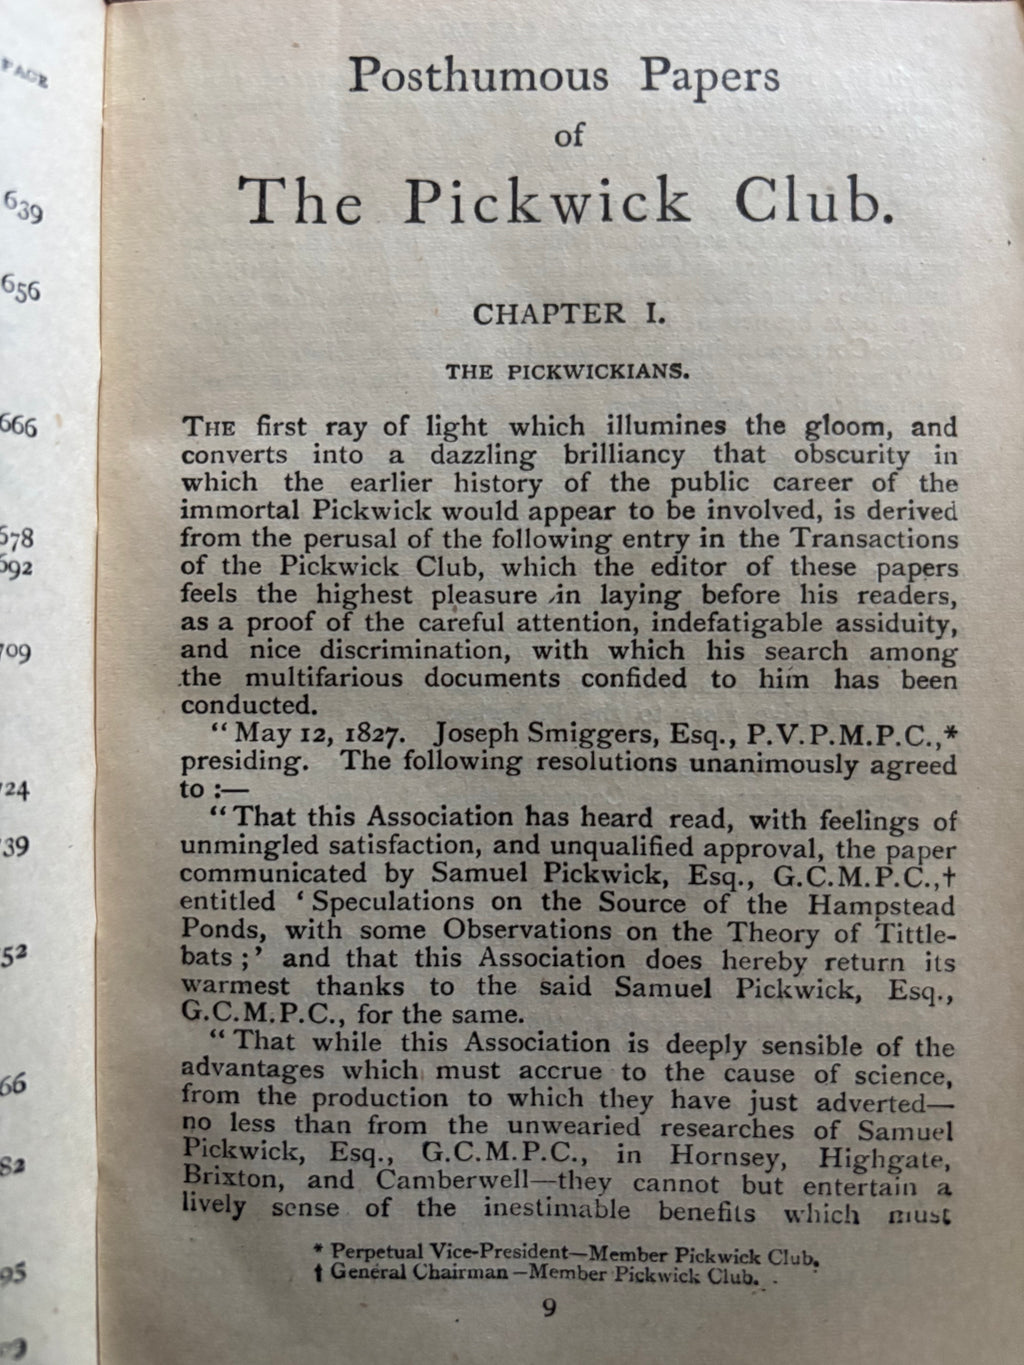 PAGE
639
656
666
678
692
709
724
739
52
66
82
95
Posthumous Papers
of
The Pickwick Club.
CHAPTER I.
THE PICKWICKIANS.
THE first ray of light which illumines the gloom, and
converts into a dazzling brilliancy that obscurity in
which the earlier history of the public career of the
immortal Pickwick would appear to be involved, is derived
from the perusal of the following entry in the Transactions
of the Pickwick Club, which the editor of these papers
feels the highest pleasure in laying before his readers,
as a proof of the careful attention, indefatigable assiduity,
and nice discrimination, with which his search among
the multifarious documents confided to him has been
conducted.
“May 12, 1827. Joseph Smiggers, Esq., P.V.P.M.P.C.,*
presiding. The following resolutions unanimously agreed
to :—
“That this Association has heard read, with feelings of
unmingled satisfaction, and unqualified approval, the paper
communicated by Samuel Pickwick, Esq., G.C.M.P.C.,†
entitled ‘Speculations on the Source of the Hampstead
Ponds, with some Observations on the Theory of Tittle-
bats ;’ and that this Association does hereby return its
warmest thanks to the said Samuel Pickwick, Esq.,
G.C.M.P.C., for the same.
“That while this Association is deeply sensible of the
advantages which must accrue to the cause of science,
from the production to which they have just adverted—
no less than from the unwearied researches of Samuel
Pickwick, Esq., G.C.M.P.C., in Hornsey, Highgate,
Brixton, and Camberwell—they cannot but entertain a
lively sense of the inestimable benefits which must
* Perpetual Vice-President—Member Pickwick Club.
† General Chairman—Member Pickwick Club.
9